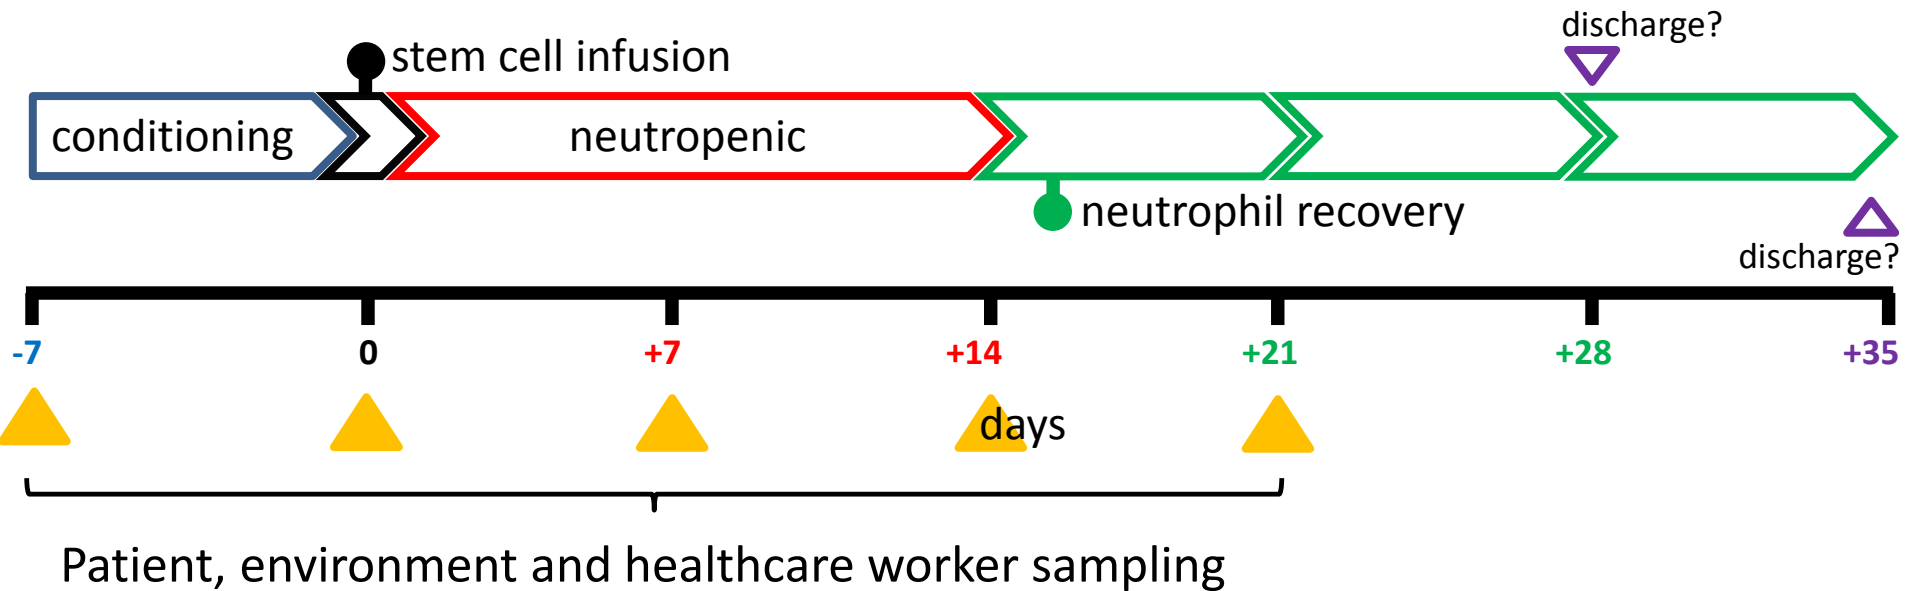 discharge?
stem cell infusion
conditioning
neutropenic
neutrophil recovery
discharge?
-7 0 +7 +14 +21 +28 +35
days
Patient, environment and healthcare worker sampling